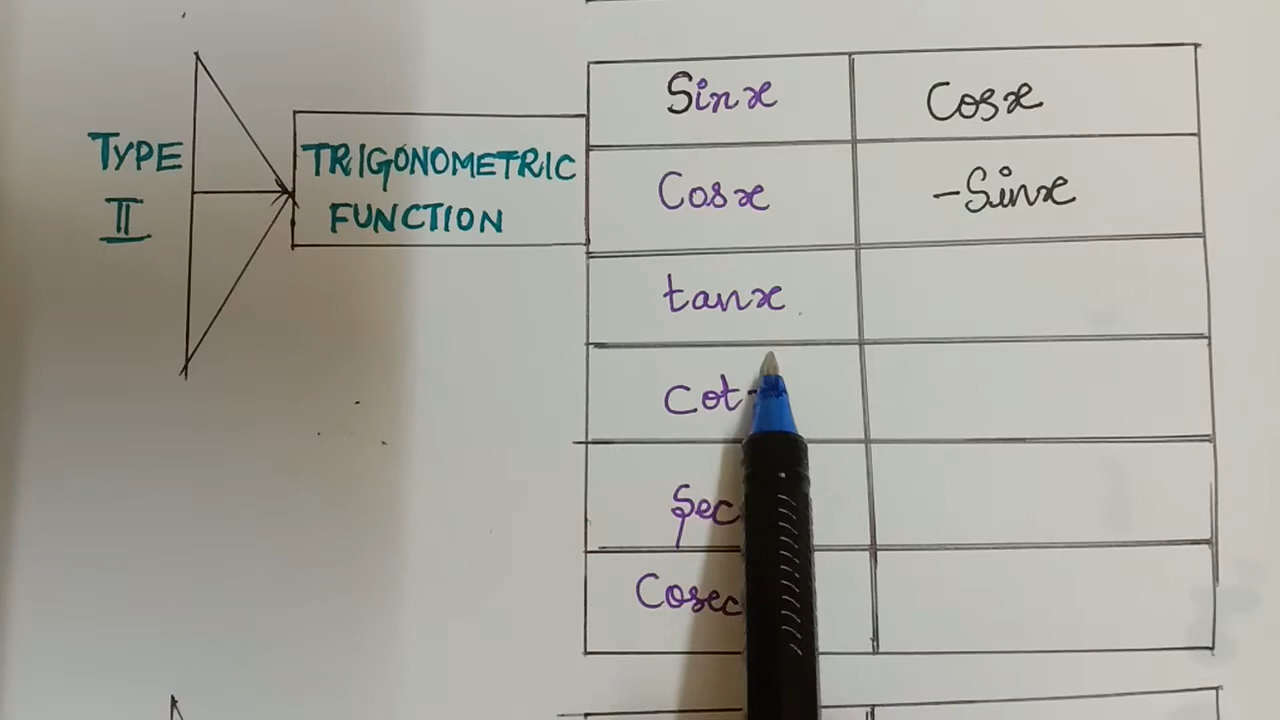 TYPE
II
TRIGONOMETRIC
FUNCTION
Sinx Cosx
Cosx -Sinx
tanx
Cot
Sec
Cosec